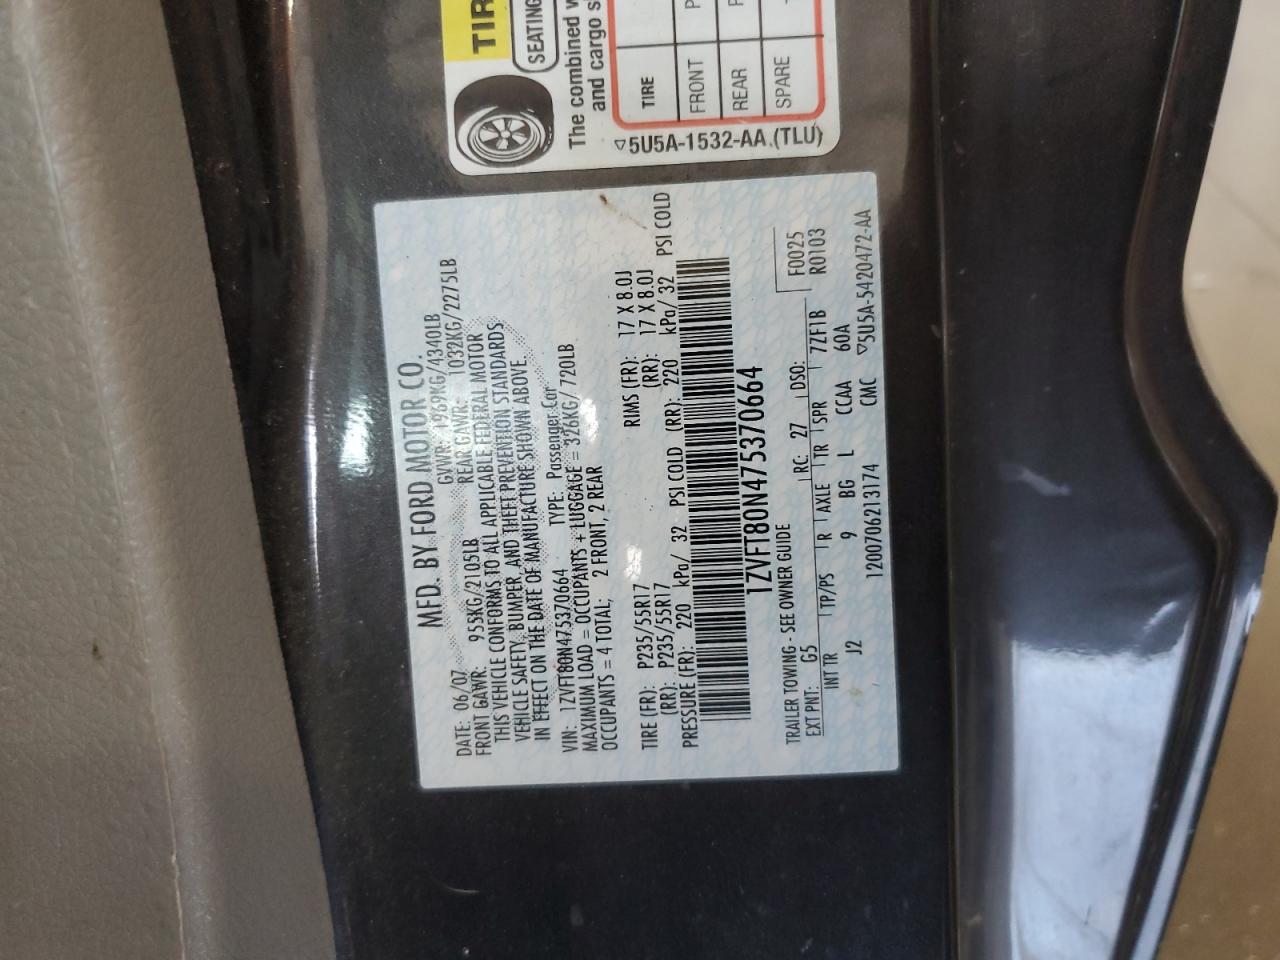 TIR
SEATING
The combined w
and cargo s
TIRE
FRONT P
REAR
SPARE
▽5U5A-1532-AA (TLU)
MFD. BY FORD MOTOR CO.
DATE: 06/07 GVWR: 1969KG/4340LB
FRONT GAWR: 955KG/2105LB REAR GAWR: 1032KG/2275LB
THIS VEHICLE CONFORMS TO ALL APPLICABLE FEDERAL MOTOR
VEHICLE SAFETY, BUMPER, AND THEFT PREVENTION STANDARDS
IN EFFECT ON THE DATE OF MANUFACTURE SHOWN ABOVE.
VIN: 1ZVFT80N475370664 TYPE: Passenger Car
MAXIMUM LOAD = OCCUPANTS + LUGGAGE = 326KG/ 720LB
OCCUPANTS = 4 TOTAL, 2 FRONT, 2 REAR
TIRE (FR): P235/55R17 RIMS (FR): 17 X 8.0J
(RR): P235/55R17 (RR): 17 X 8.0J
PRESSURE (FR): 220 kPa/ 32 PSI COLD (RR): 220 kPa/ 32 PSI COLD
1ZVFT80N475370664
TRAILER TOWING - SEE OWNER GUIDE F0025
EXT PNT: G5 RC: 27 DSO: R0103
INT TR TP/PS R AXLE TR SPR 7ZF1B
J2 9 BG L CCAA 60A
12007062131​74 CMC ▽5U5A-5420472-AA